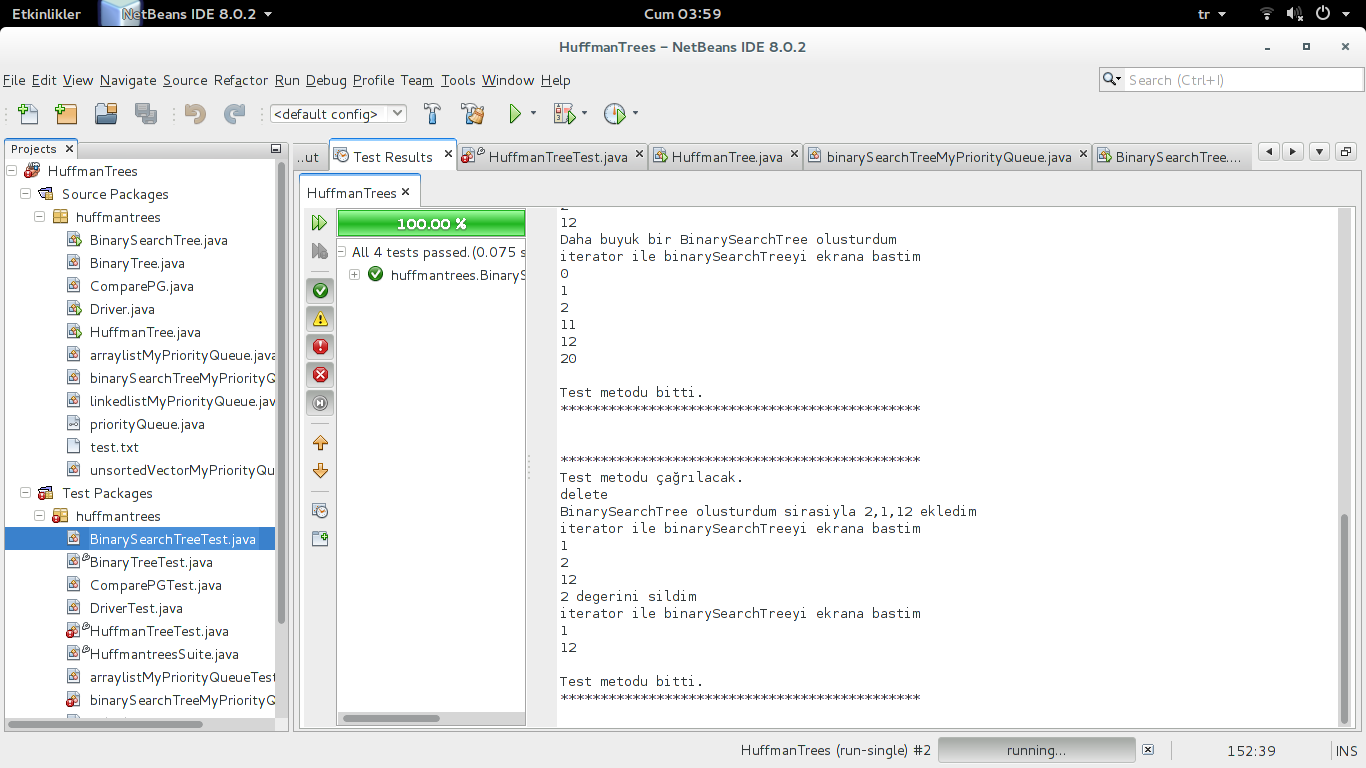 Etkinlikler NetBeans IDE 8.0.2 Cum 03:59 tr
HuffmanTrees – NetBeans IDE 8.0.2
File Edit View Navigate Source Refactor Run Debug Profile Team Tools Window Help
Search (Ctrl+I)
<default config>
Projects
HuffmanTrees
Source Packages
huffmantrees
BinarySearchTree.java
BinaryTree.java
ComparePG.java
Driver.java
HuffmanTree.java
arraylistMyPriorityQueue.java
binarySearchTreeMyPriorityQ
linkedlistMyPriorityQueue.jav
priorityQueue.java
test.txt
unsortedVectorMyPriorityQu
Test Packages
huffmantrees
BinarySearchTreeTest.java
BinaryTreeTest.java
ComparePGTest.java
DriverTest.java
HuffmanTreeTest.java
HuffmantreesSuite.java
arraylistMyPriorityQueueTest
binarySearchTreeMyPriorityQ
...ut Test Results HuffmanTreeTest.java HuffmanTree.java binarySearchTreeMyPriorityQueue.java BinarySearchTree....
HuffmanTrees
100.00 %
All 4 tests passed.(0.075 s
huffmantrees.BinaryS
2
12
Daha buyuk bir BinarySearchTree olusturdum
iterator ile binarySearchTreeyi ekrana bastim
0
1
2
11
12
20
Test metodu bitti.
*********************************************
*********************************************
Test metodu çağrılacak.
delete
BinarySearchTree olusturdum sirasiyla 2,1,12 ekledim
iterator ile binarySearchTreeyi ekrana bastim
1
2
12
2 degerini sildim
iterator ile binarySearchTreeyi ekrana bastim
1
12
Test metodu bitti.
*********************************************
HuffmanTrees (run-single) #2 running... 152:39 INS